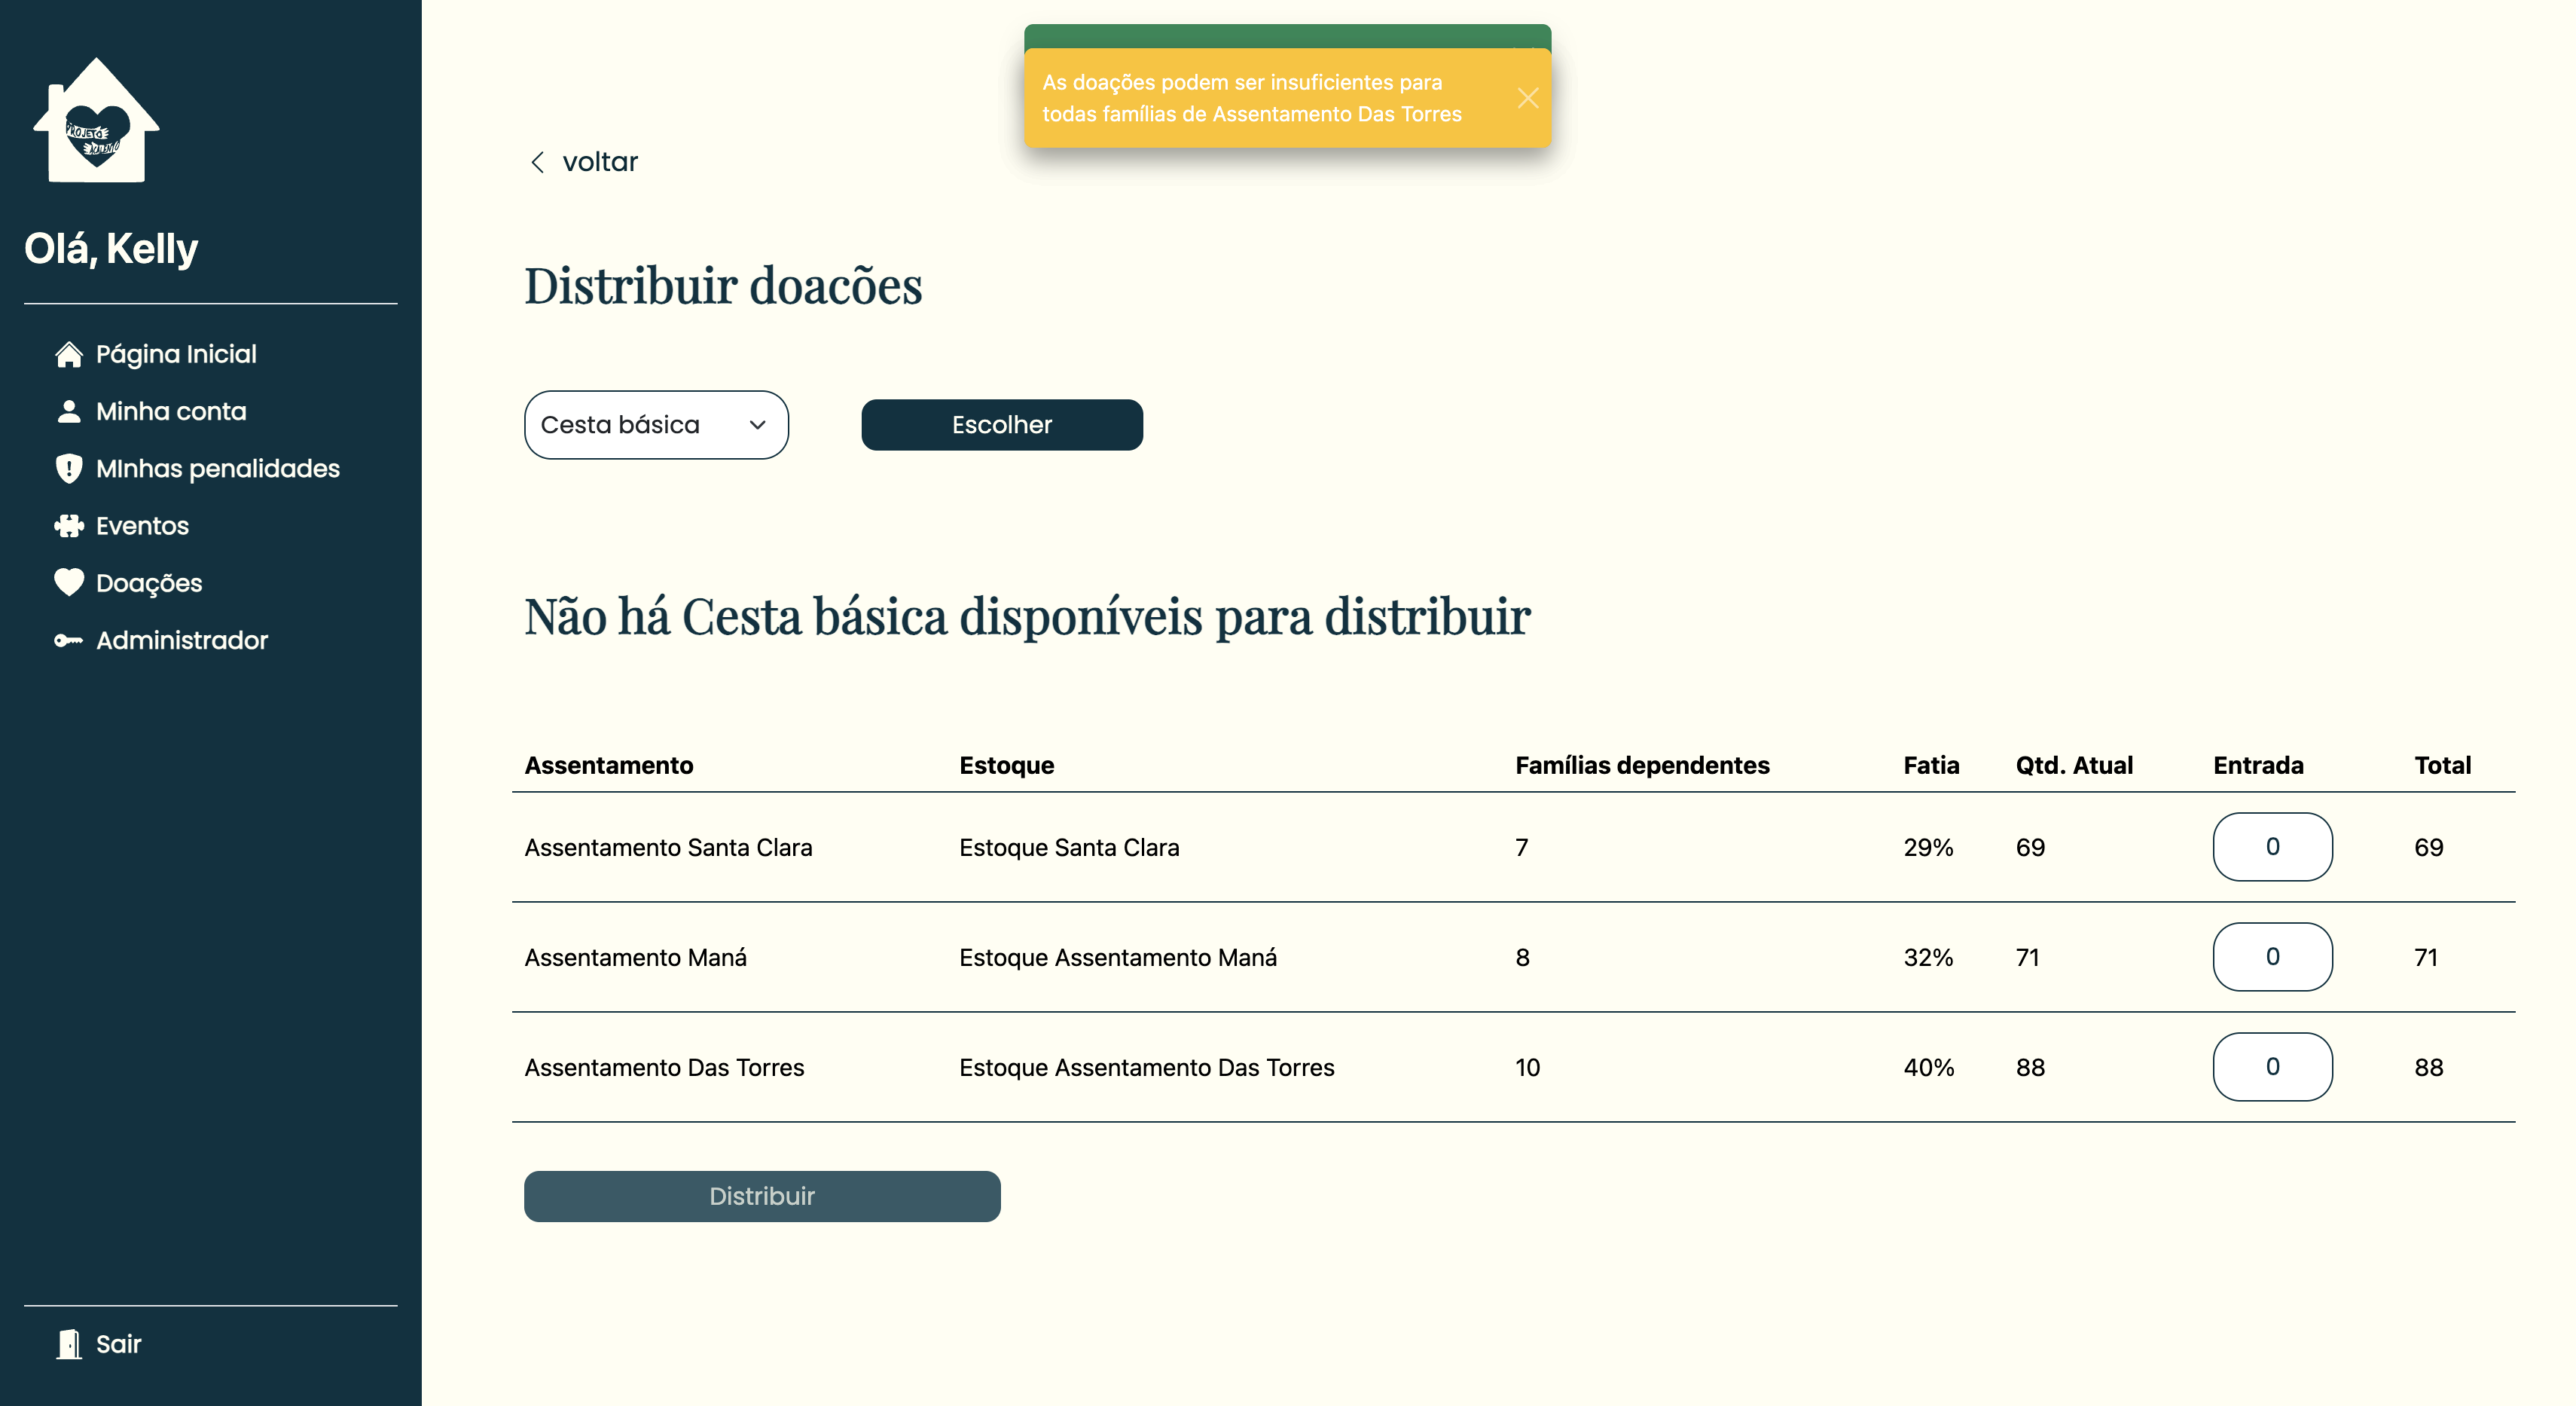 PROJETO
ACALENTO
As doações podem ser insuficientes para
todas famílias de Assentamento Das Torres
voltar
Olá, Kelly
Distribuir doacões
Página Inicial
Minha conta
MInhas penalidades
Eventos
Doações
Administrador
Cesta básica
Escolher
Não há Cesta básica disponíveis para distribuir
Assentamento Estoque Famílias dependentes Fatia Qtd. Atual Entrada Total
Assentamento Santa Clara Estoque Santa Clara 7 29% 69 0 69
Assentamento Maná Estoque Assentamento Maná 8 32% 71 0 71
Assentamento Das Torres Estoque Assentamento Das Torres 10 40% 88 0 88
Distribuir
Sair